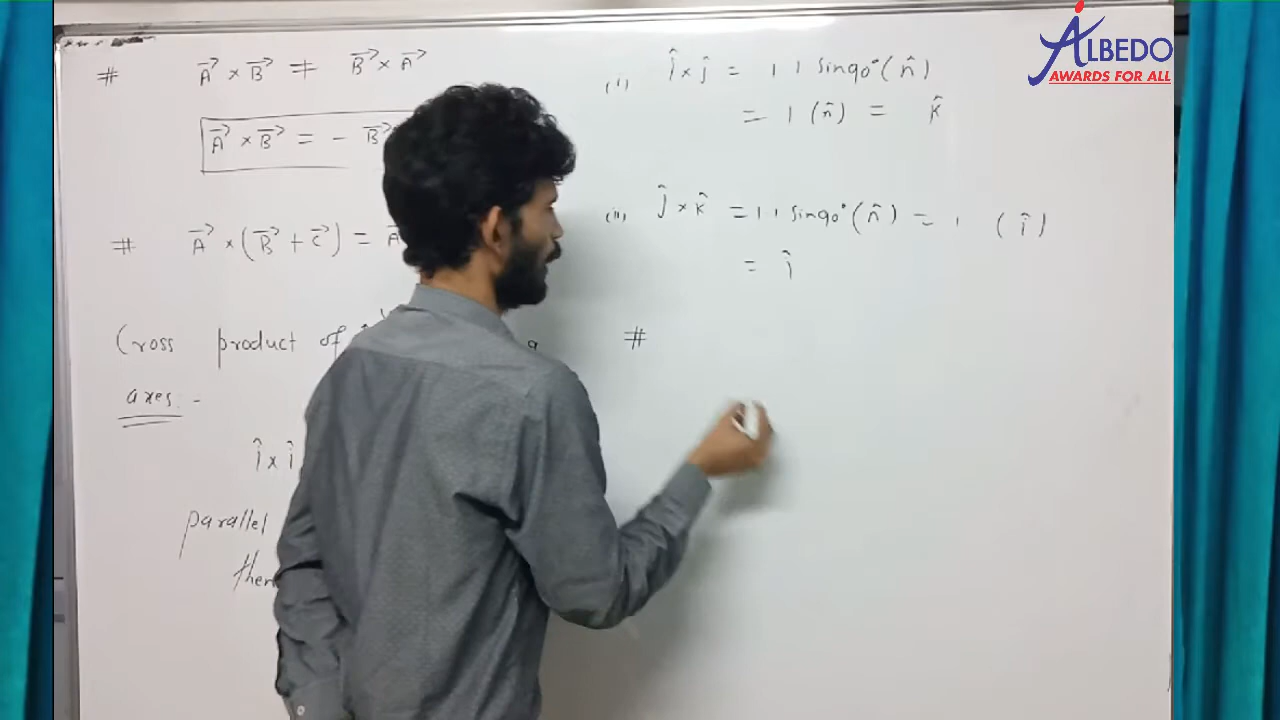 # A⃗ × B⃗ ≠ B⃗ × A⃗
A⃗ × B⃗ = - B⃗
# A⃗ × (B⃗ + C⃗) = A⃗
Cross product of
axes. -
î × î
parallel
then
(i) î × ĵ = 1 1 Sin90° (n̂)
= 1 (n̂) = k̂
(ii) ĵ × k̂ = 1 1 Sin90° (n̂) = 1 (î)
= î
#
ALBEDO
AWARDS FOR ALL